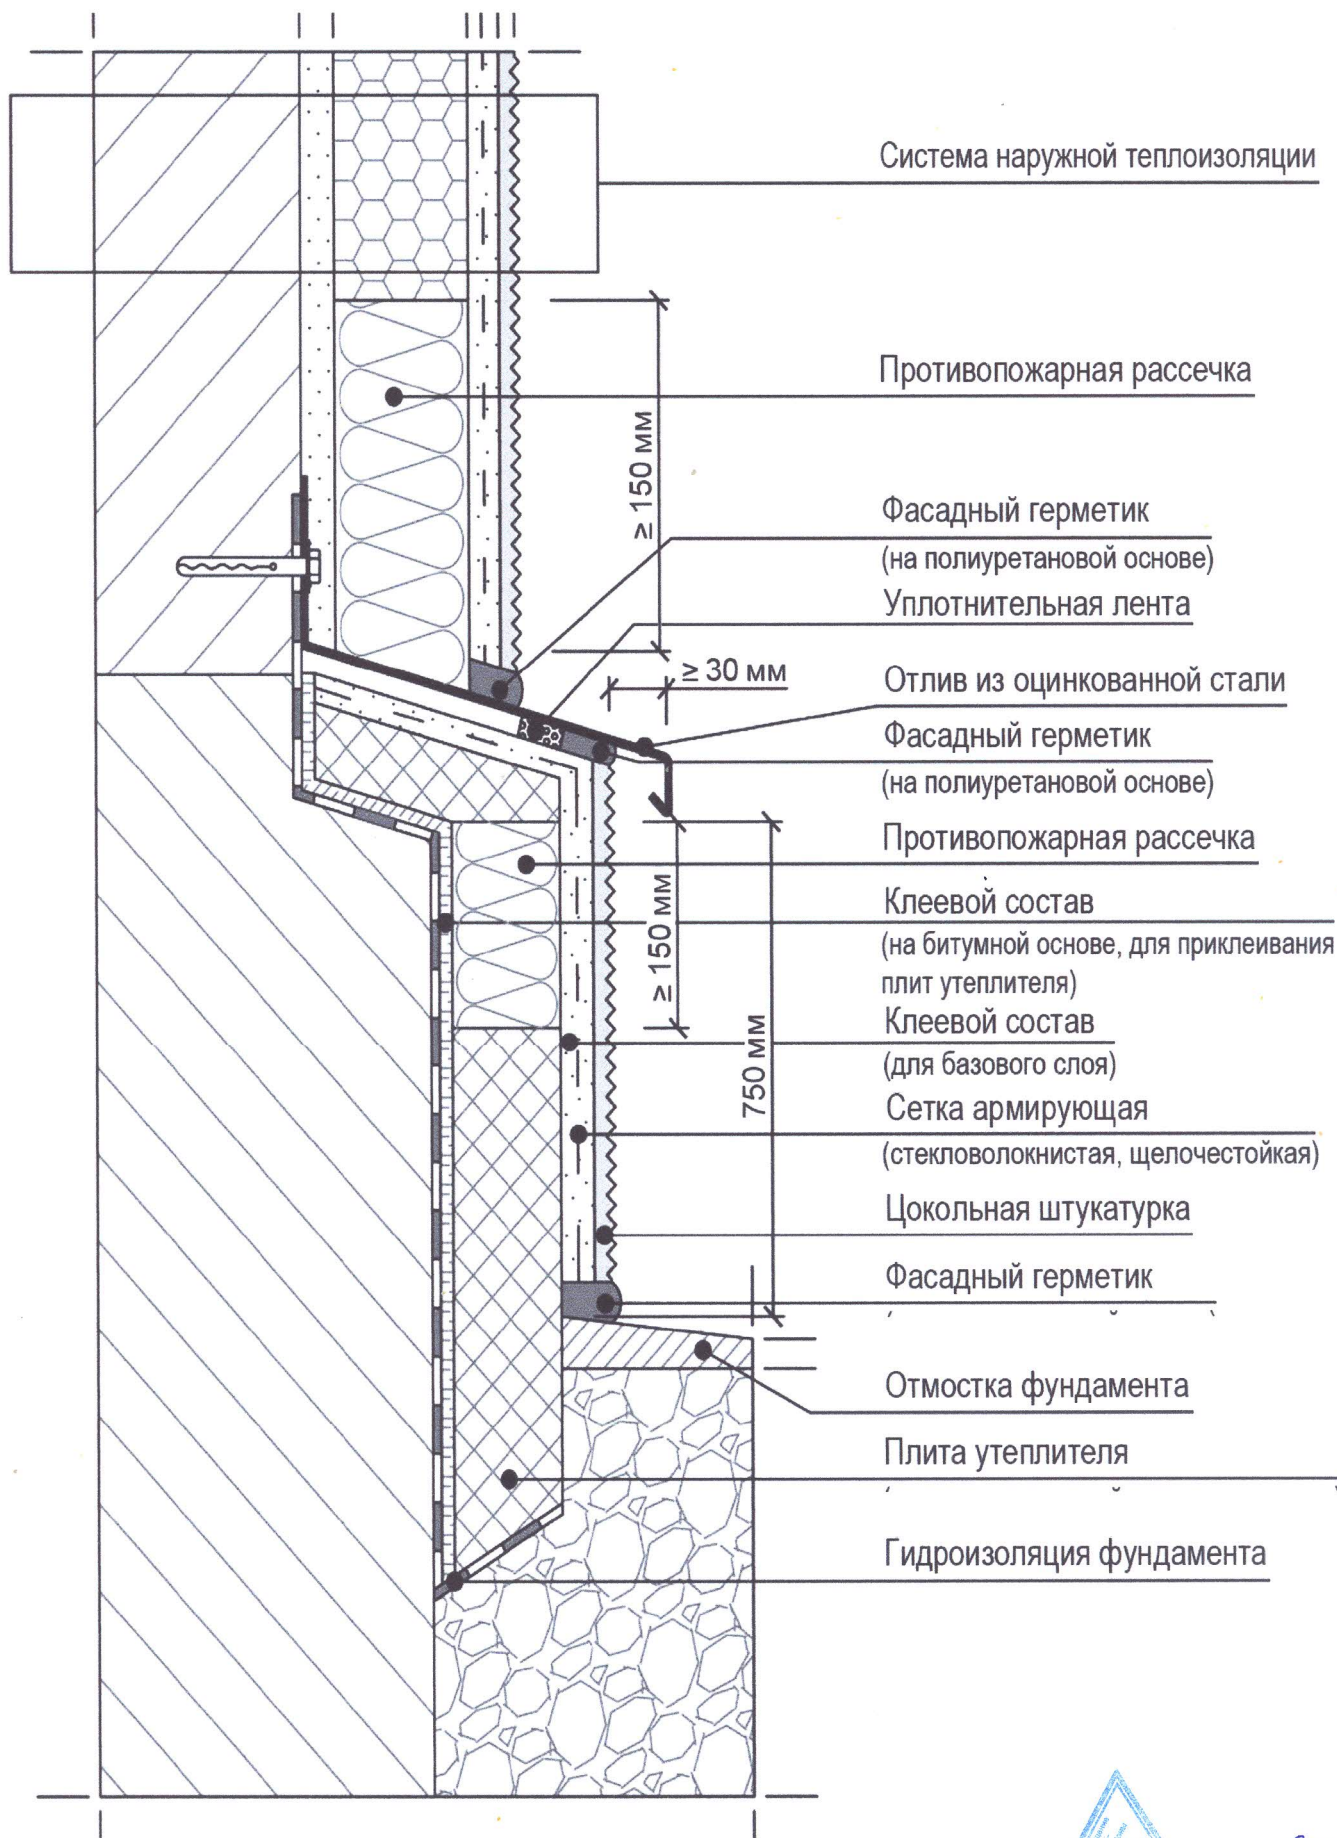 Система наружной теплоизоляции
Противопожарная рассечка
≥ 150 мм
Фасадный герметик
(на полиуретановой основе)
Уплотнительная лента
≥ 30 мм
Отлив из оцинкованной стали
Фасадный герметик
(на полиуретановой основе)
Противопожарная рассечка
≥ 150 мм
Клеевой состав
(на битумной основе, для приклеивания
плит утеплителя)
Клеевой состав
(для базового слоя)
750 мм
Сетка армирующая
(стекловолокнистая, щелочестойкая)
Цокольная штукатурка
Фасадный герметик
Отмостка фундамента
Плита утеплителя
Гидроизоляция фундамента